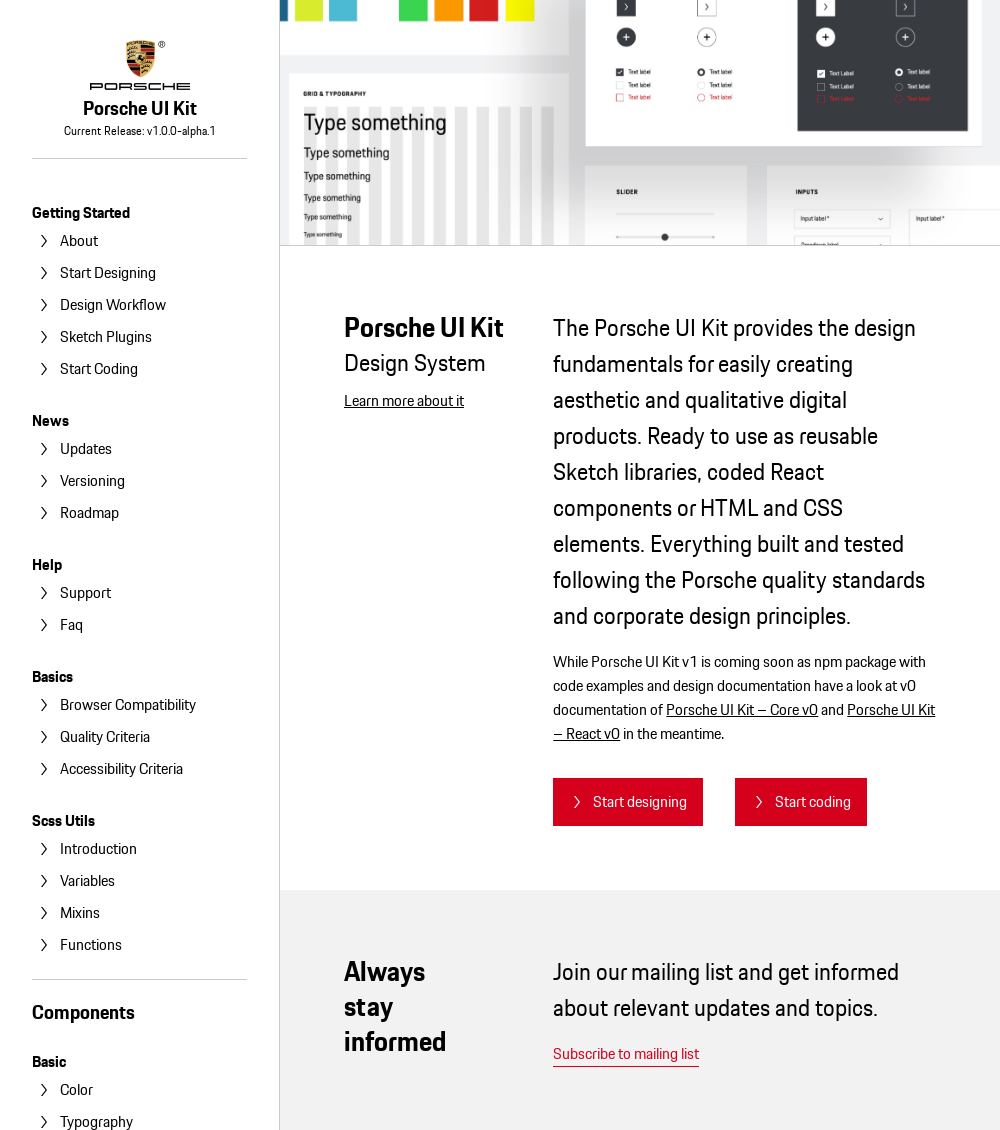 PORSCHE
Porsche UI Kit
Current Release: v1.0.0-alpha.1
Getting Started
About
Start Designing
Design Workflow
Sketch Plugins
Start Coding
News
Updates
Versioning
Roadmap
Help
Support
Faq
Basics
Browser Compatibility
Quality Criteria
Accessibility Criteria
Scss Utils
Introduction
Variables
Mixins
Functions
Components
Basic
Color
Typography
GRID & TYPOGRAPHY
Type something
Type something
Type something
Type something
Type something
Type something
Text label
Text label
Text label
Text label
Text label
Text label
Text Label
Text label
Text Label
Text label
Text Label
Text label
SLIDER
INPUTS
Input label*
Input label*
Dropdown label
Porsche UI Kit
Design System
Learn more about it
The Porsche UI Kit provides the design
fundamentals for easily creating
aesthetic and qualitative digital
products. Ready to use as reusable
Sketch libraries, coded React
components or HTML and CSS
elements. Everything built and tested
following the Porsche quality standards
and corporate design principles.
While Porsche UI Kit v1 is coming soon as npm package with
code examples and design documentation have a look at v0
documentation of Porsche UI Kit – Core v0 and Porsche UI Kit
– React v0 in the meantime.
Start designing
Start coding
Always
stay
informed
Join our mailing list and get informed
about relevant updates and topics.
Subscribe to mailing list